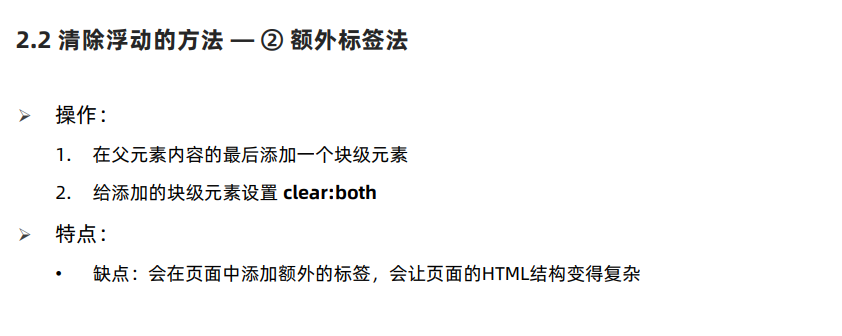 2.2 清除浮动的方法 — ② 额外标签法
➢ 操作：
1. 在父元素内容的最后添加一个块级元素
2. 给添加的块级元素设置 clear:both
➢ 特点：
• 缺点：会在页面中添加额外的标签，会让页面的HTML结构变得复杂